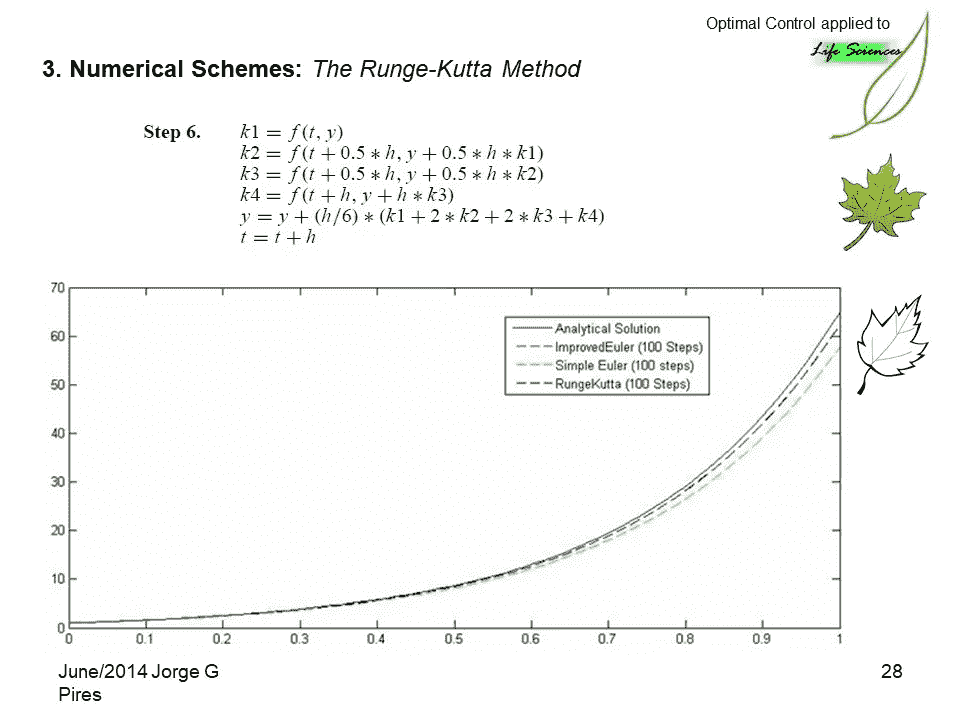 Optimal Control applied to
Life Sciences
3. Numerical Schemes: The Runge-Kutta Method
Step 6. k1 = f(t, y)
k2 = f(t + 0.5 * h, y + 0.5 * h * k1)
k3 = f(t + 0.5 * h, y + 0.5 * h * k2)
k4 = f(t + h, y + h * k3)
y = y + (h/6) * (k1 + 2 * k2 + 2 * k3 + k4)
t = t + h
70
60
50
40
30
20
10
0
Analytical Solution
ImprovedEuler (100 Steps)
Simple Euler (100 steps)
RungeKutta (100 Steps)
0 0.1 0.2 0.3 0.4 0.5 0.6 0.7 0.8 0.9 1
June/2014 Jorge G
Pires
28